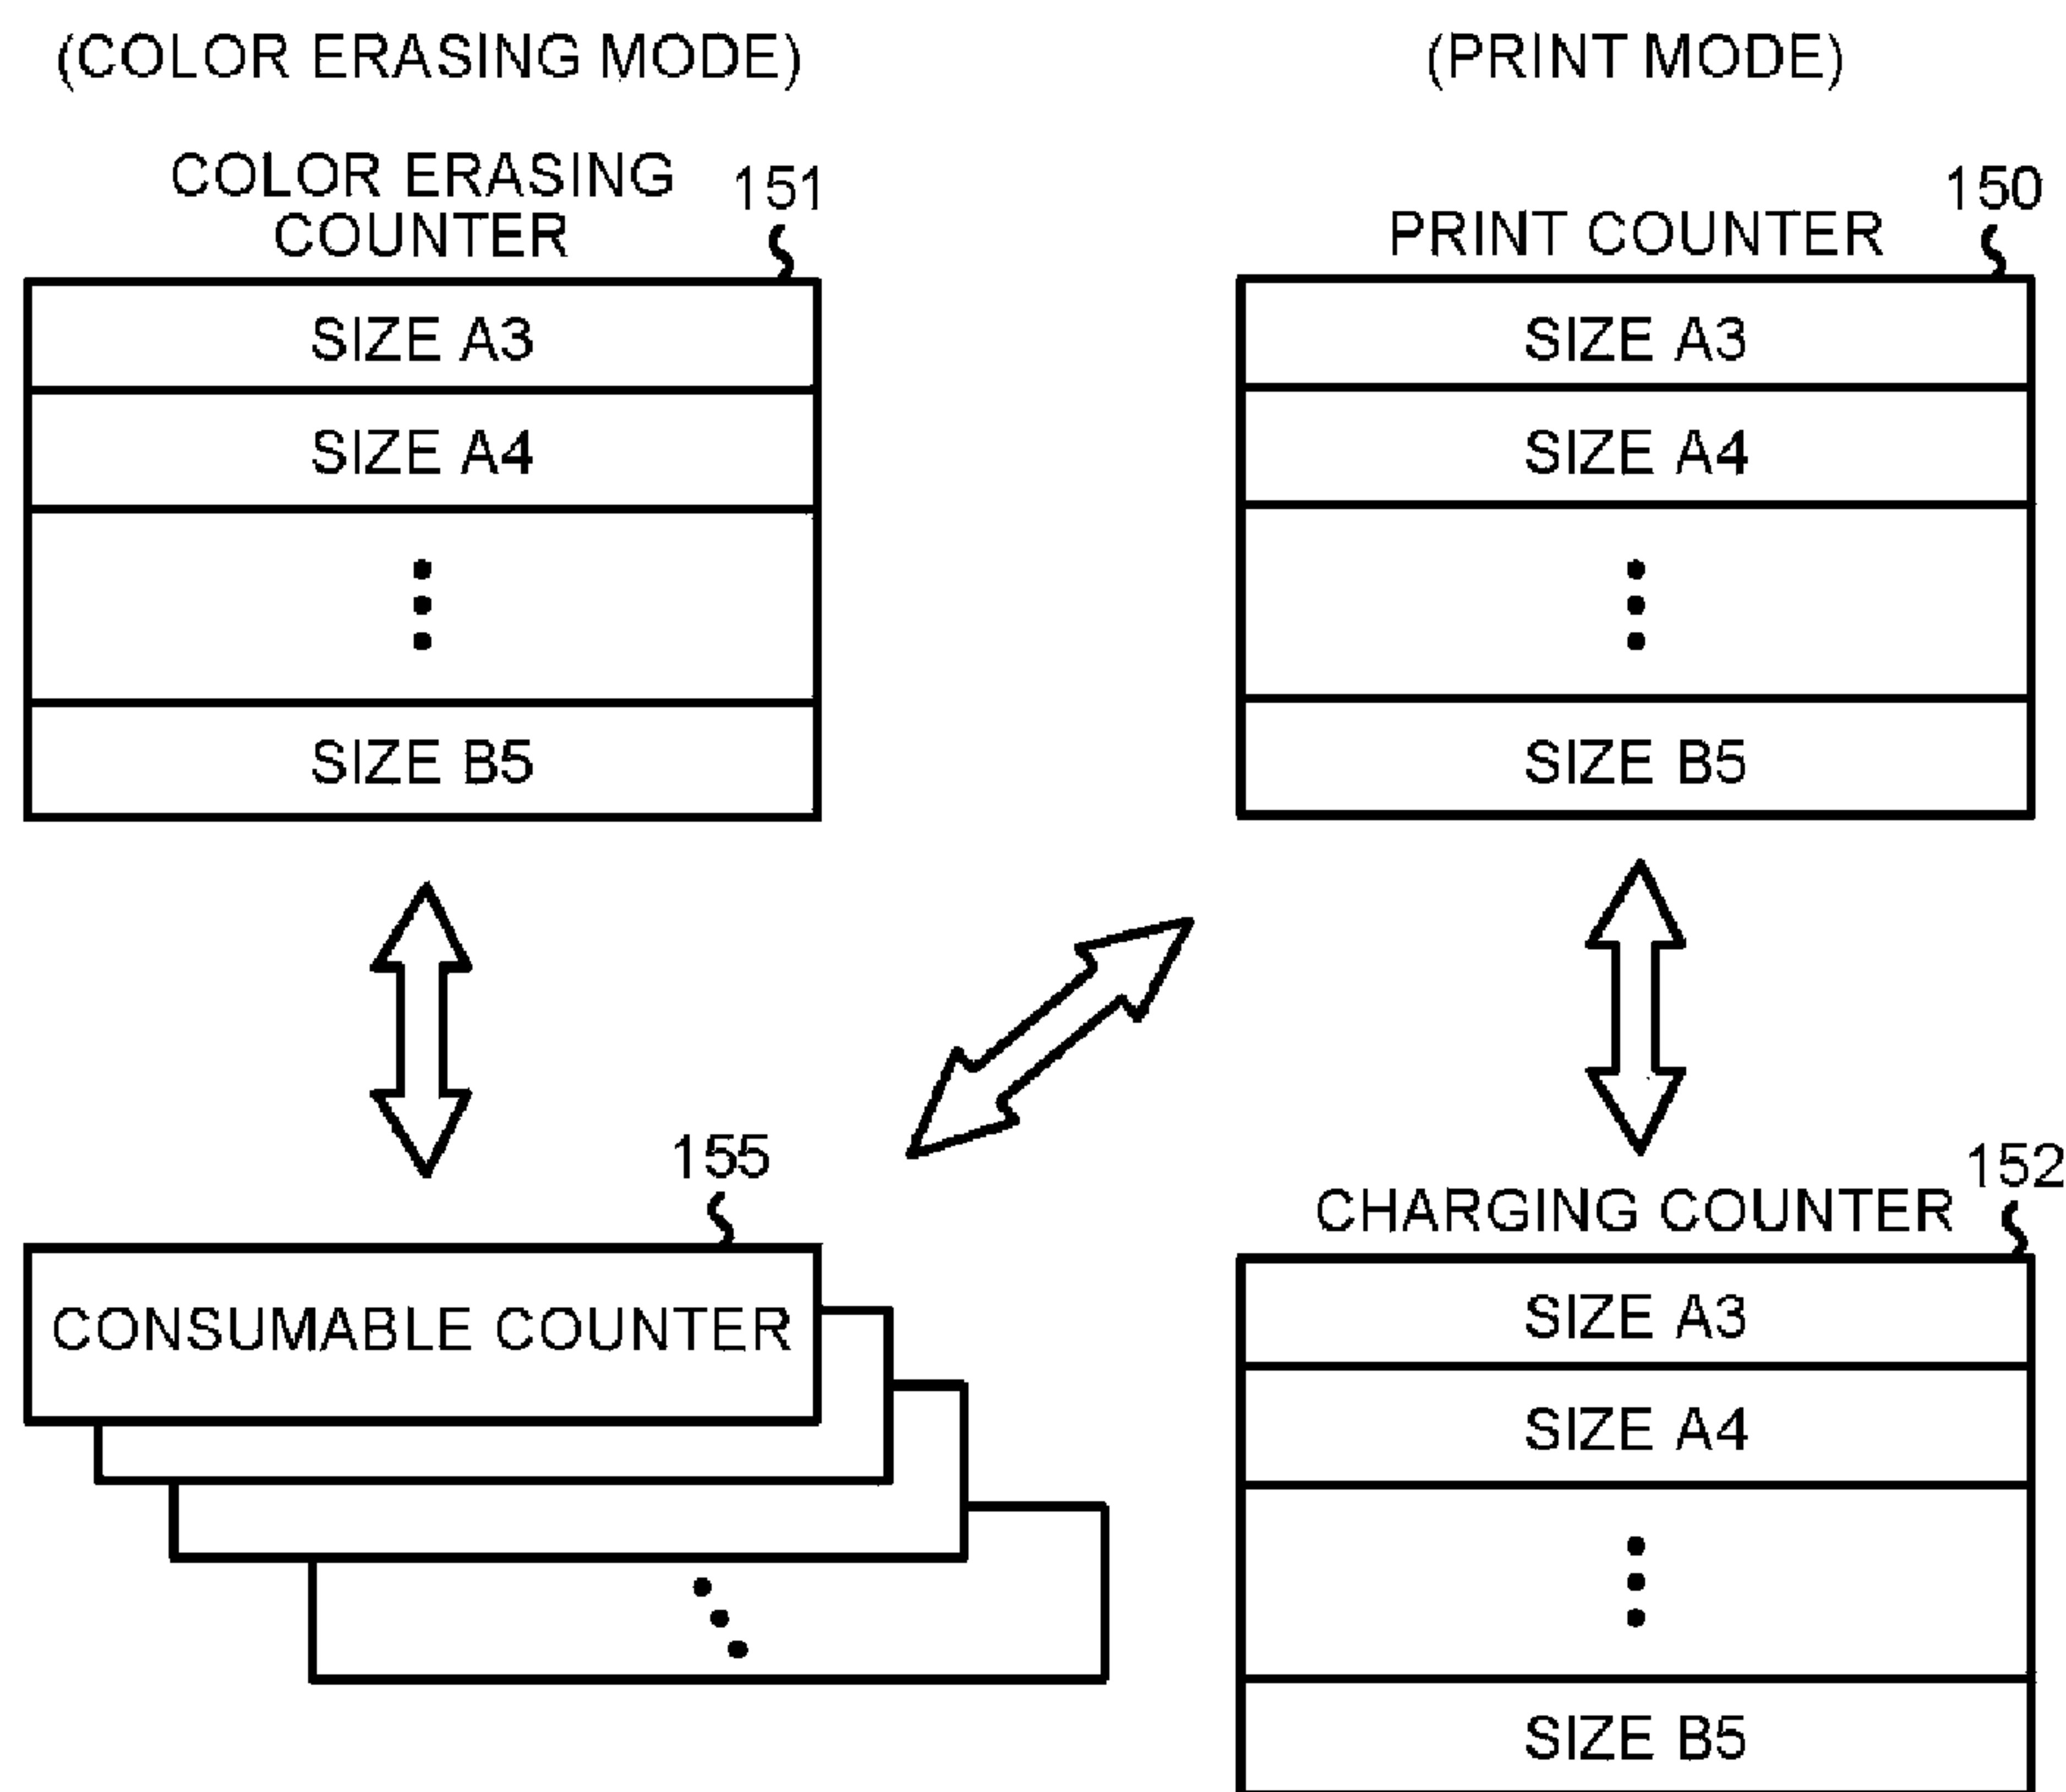 (COLOR ERASING MODE)
COLOR ERASING
COUNTER
151
SIZE A3
SIZE A4
SIZE B5
(PRINT MODE)
PRINT COUNTER
150
SIZE A3
SIZE A4
SIZE B5
155
CONSUMABLE COUNTER
CHARGING COUNTER
152
SIZE A3
SIZE A4
SIZE B5